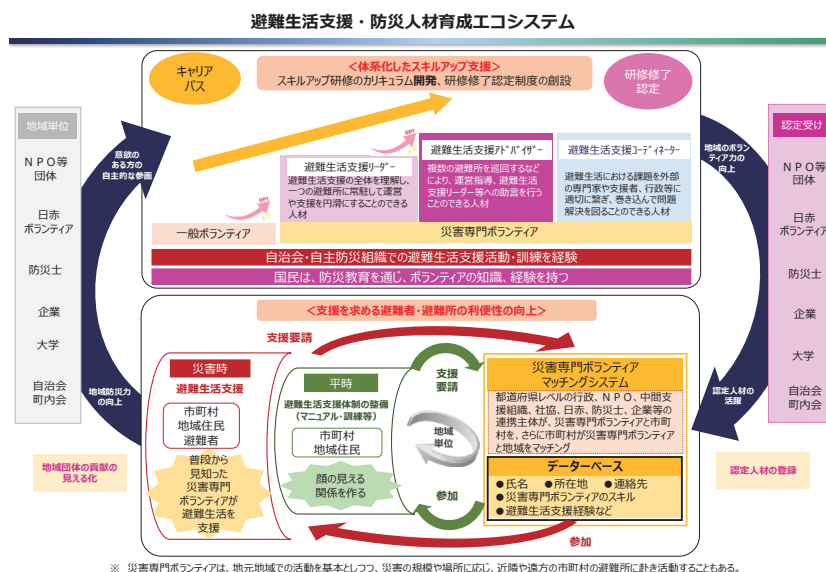 避難生活支援・防災人材育成エコシステム
キャリア
パス
＜体系化したスキルアップ支援＞
スキルアップ研修のカリキュラム開発、研修修了認定制度の創設
研修修了
認定
地域単位
ＮＰＯ等
団体
日赤
ボランティア
防災士
企業
大学
自治会
町内会
意欲の
ある方の
自主的な参画
地域防災力
の向上
地域団体の貢献の
見える化
UP!
UP!
一般ボランティア
避難生活支援リーダー
避難生活支援の全体を理解し、
一つの避難所に常駐して運営
や支援を円滑にすることのできる
人材
避難生活支援アドバイザー
複数の避難所を巡回するなど
により、運営指導、避難生活
支援リーダー等への助言を行う
ことのできる人材
避難生活支援コーディネーター
避難生活における課題を外部
の専門家や支援者、行政等に
適切に繋ぎ、巻き込んで問題
解決を図ることのできる人材
災害専門ボランティア
自治会・自主防災組織での避難生活支援活動・訓練を経験
国民は、防災教育を通じ、ボランティアの知識、経験を持つ
地域のボラン
ティア力の
向上
認定人材の
活躍
認定受け
ＮＰＯ等
団体
日赤
ボランティア
防災士
企業
大学
自治会
町内会
認定人材の登録
＜支援を求める避難者・避難所の利便性の向上＞
支援要請
災害時
避難生活支援
市町村
地域住民
避難者
普段から
見知った
災害専門
ボランティアが
避難生活を
支援
平時
避難生活支援体制の整備
（マニュアル・訓練等）
市町村
地域住民
顔の見える
関係を作る
支援
要請
地域
単位
参加
災害専門ボランティア
マッチングシステム
都道府県レベルの行政、ＮＰＯ、中間支
援組織、社協、日赤、防災士、企業等の
連携主体が、災害専門ボランティアと市町
村を、さらに市町村が災害専門ボランティア
と地域をマッチング
データーベース
●氏名 ●所在地 ●連絡先
●災害専門ボランティアのスキル
●避難生活支援経験など
参加
※ 災害専門ボランティアは、地元地域での活動を基本としつつ、災害の規模や場所に応じ、近隣や遠方の市町村の避難所に赴き活動することもある。